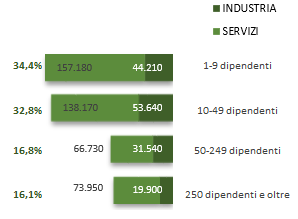 INDUSTRIA
SERVIZI
34,4% 157.180 44.210 1-9 dipendenti
32,8% 138.170 53.640 10-49 dipendenti
16,8% 66.730 31.540 50-249 dipendenti
16,1% 73.950 19.900 250 dipendenti e oltre